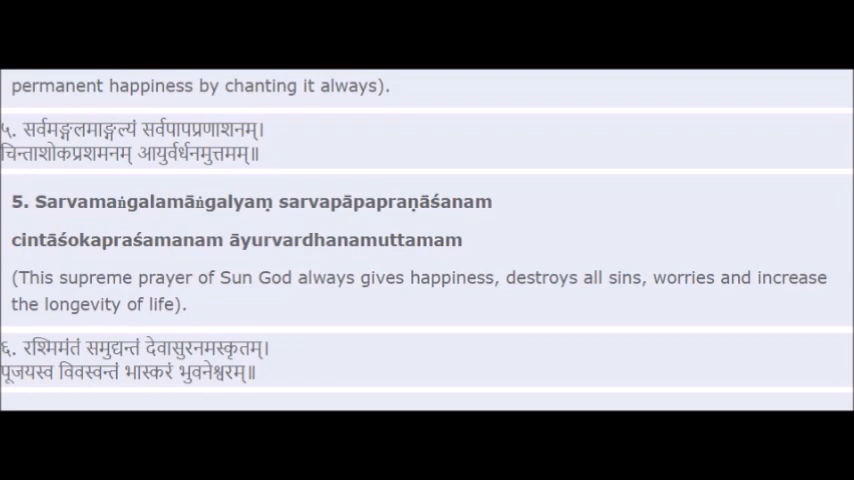 permanent happiness by chanting it always).
५. सर्वमङ्गलमाङ्गल्यं सर्वपापप्रणाशनम्।
चिन्ताशोकप्रशमनम् आयुर्वर्धनमुत्तमम्॥
5. Sarvamaṅgalamāṅgalyaṃ sarvapāpapraṇāśanam
cintāśokapraśamanam āyurvardhanamuttamam
(This supreme prayer of Sun God always gives happiness, destroys all sins, worries and increase
the longevity of life).
६. रश्मिमंतं समुद्यन्तं देवासुरनमस्कृतम्।
पूजयस्व विवस्वन्तं भास्करं भुवनेश्वरम्॥